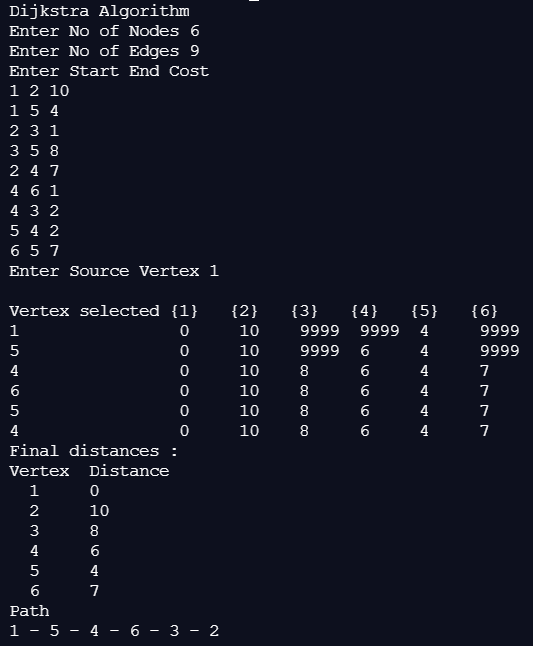 Dijkstra Algorithm
Enter No of Nodes 6
Enter No of Edges 9
Enter Start End Cost
1 2 10
1 5 4
2 3 1
3 5 8
2 4 7
4 6 1
4 3 2
5 4 2
6 5 7
Enter Source Vertex 1

Vertex selected {1}   {2}   {3}   {4}   {5}   {6}
1                0     10    9999  9999  4     9999
5                0     10    9999  6     4     9999
4                0     10    8     6     4     7
6                0     10    8     6     4     7
5                0     10    8     6     4     7
4                0     10    8     6     4     7
Final distances :
Vertex  Distance
  1     0
  2     10
  3     8
  4     6
  5     4
  6     7
Path
1 - 5 - 4 - 6 - 3 - 2